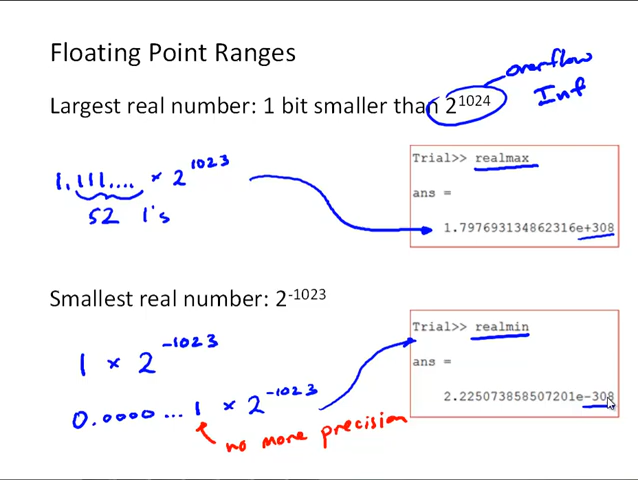 Floating Point Ranges
overflow
Inf
Largest real number: 1 bit smaller than 2^1024
1.111.... × 2^1023
52 1's
Trial>> realmax
ans =
1.797693134862316e+308
Smallest real number: 2^-1023
1 × 2^-1023
0.0000 ... 1 × 2^-1023
no more precision
Trial>> realmin
ans =
2.225073858507201e-308